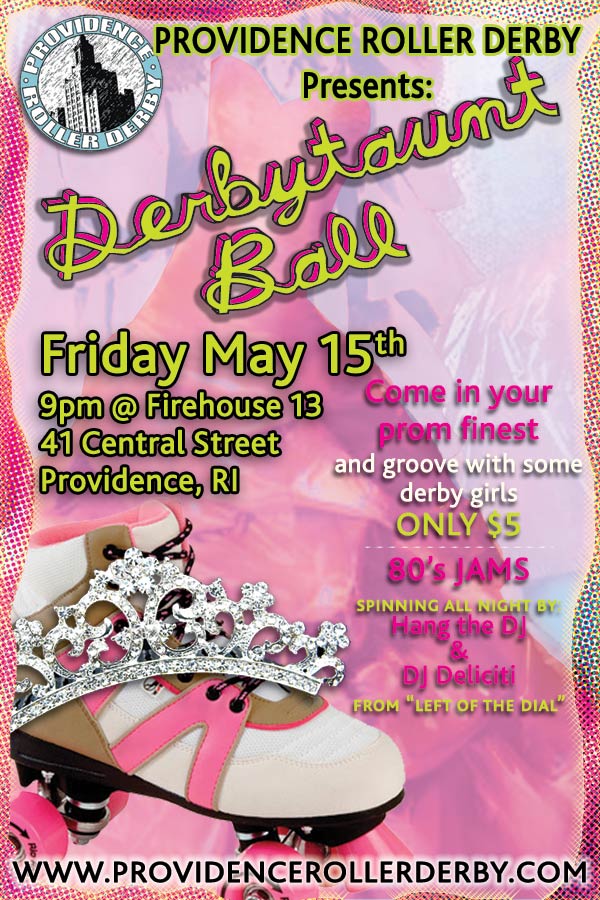 PROVIDENCE
ROLLER DERBY
PROVIDENCE ROLLER DERBY
Presents:
Derbytaunt
Ball
Friday May 15th
9pm @ Firehouse 13
41 Central Street
Providence, RI
Come in your
prom finest
and groove with some
derby girls
ONLY $5
80's JAMS
SPINNING ALL NIGHT BY:
Hang the DJ
&
DJ Deliciti
FROM "LEFT OF THE DIAL"
WWW.PROVIDENCEROLLERDERBY.COM